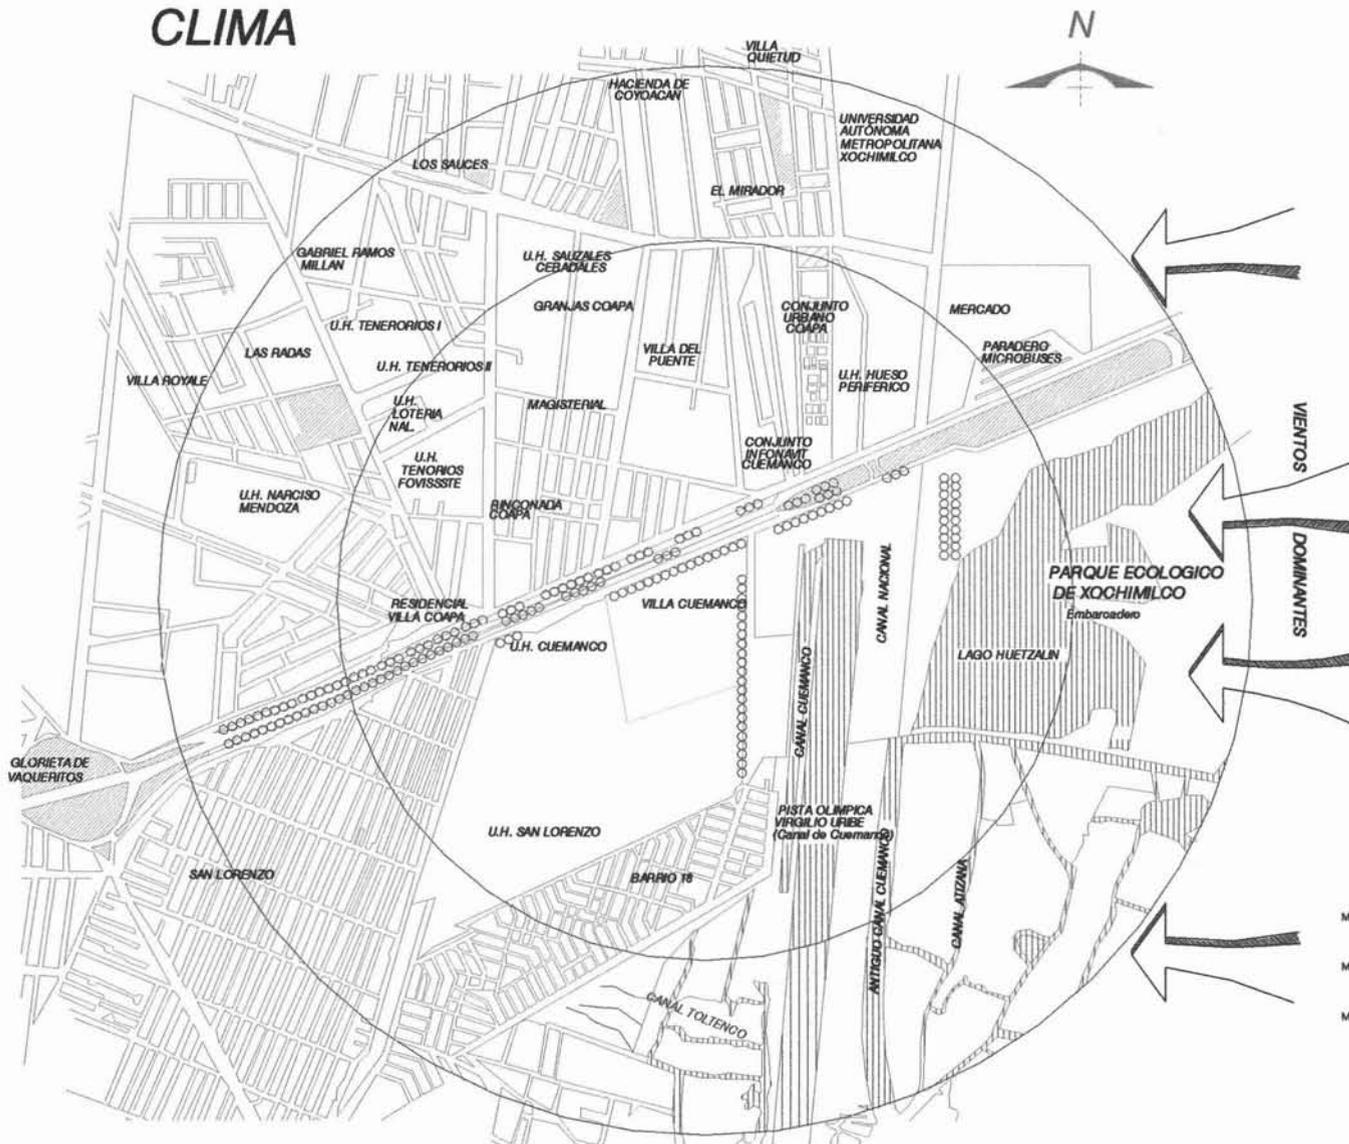 CLIMA
N
VILLA
QUIETUD
HACIENDA DE
COYOACAN
UNIVERSIDAD
AUTÓNOMA
METROPOLITANA
XOCHIMILCO
LOS SAUCES
EL MIRADOR
GABRIEL RAMOS
MILLAN
U.H. SAUZALES
CEBADALES
GRANJAS COAPA
CONJUNTO
URBANO
COAPA
MERCADO
U.H. TENERORIOS I
LAS RADAS
VILLA DEL
PUENTE
PARADERO
MICROBUSES
U.H. TENERORIOS II
VILLA ROYALE
U.H. HUESO
PERIFERICO
U.H.
LOTERIA
NAL.
MAGISTERIAL
VIENTOS
DOMINANTES
CONJUNTO
INFONAVIT
CUEMANCO
U.H.
TENORIOS
FOVISSSTE
U.H. NARCISO
MENDOZA
RINCONADA
COAPA
CANAL NACIONAL
PARQUE ECOLOGICO
DE XOCHIMILCO
Embarcadero
RESIDENCIAL
VILLA COAPA
VILLA CUEMANCO
U.H. CUEMANCO
LAGO HUETZALIN
CANAL CUEMANCO
GLORIETA DE
VAQUERITOS
PISTA OLIMPICA
VIRGILIO URIBE
(Canal de Cuemanco)
U.H. SAN LORENZO
SAN LORENZO
BARRIO 18
ANTIGUO CANAL CUEMANCO
CANAL ATIZANA
CANAL TOLTENCO
M
M
M